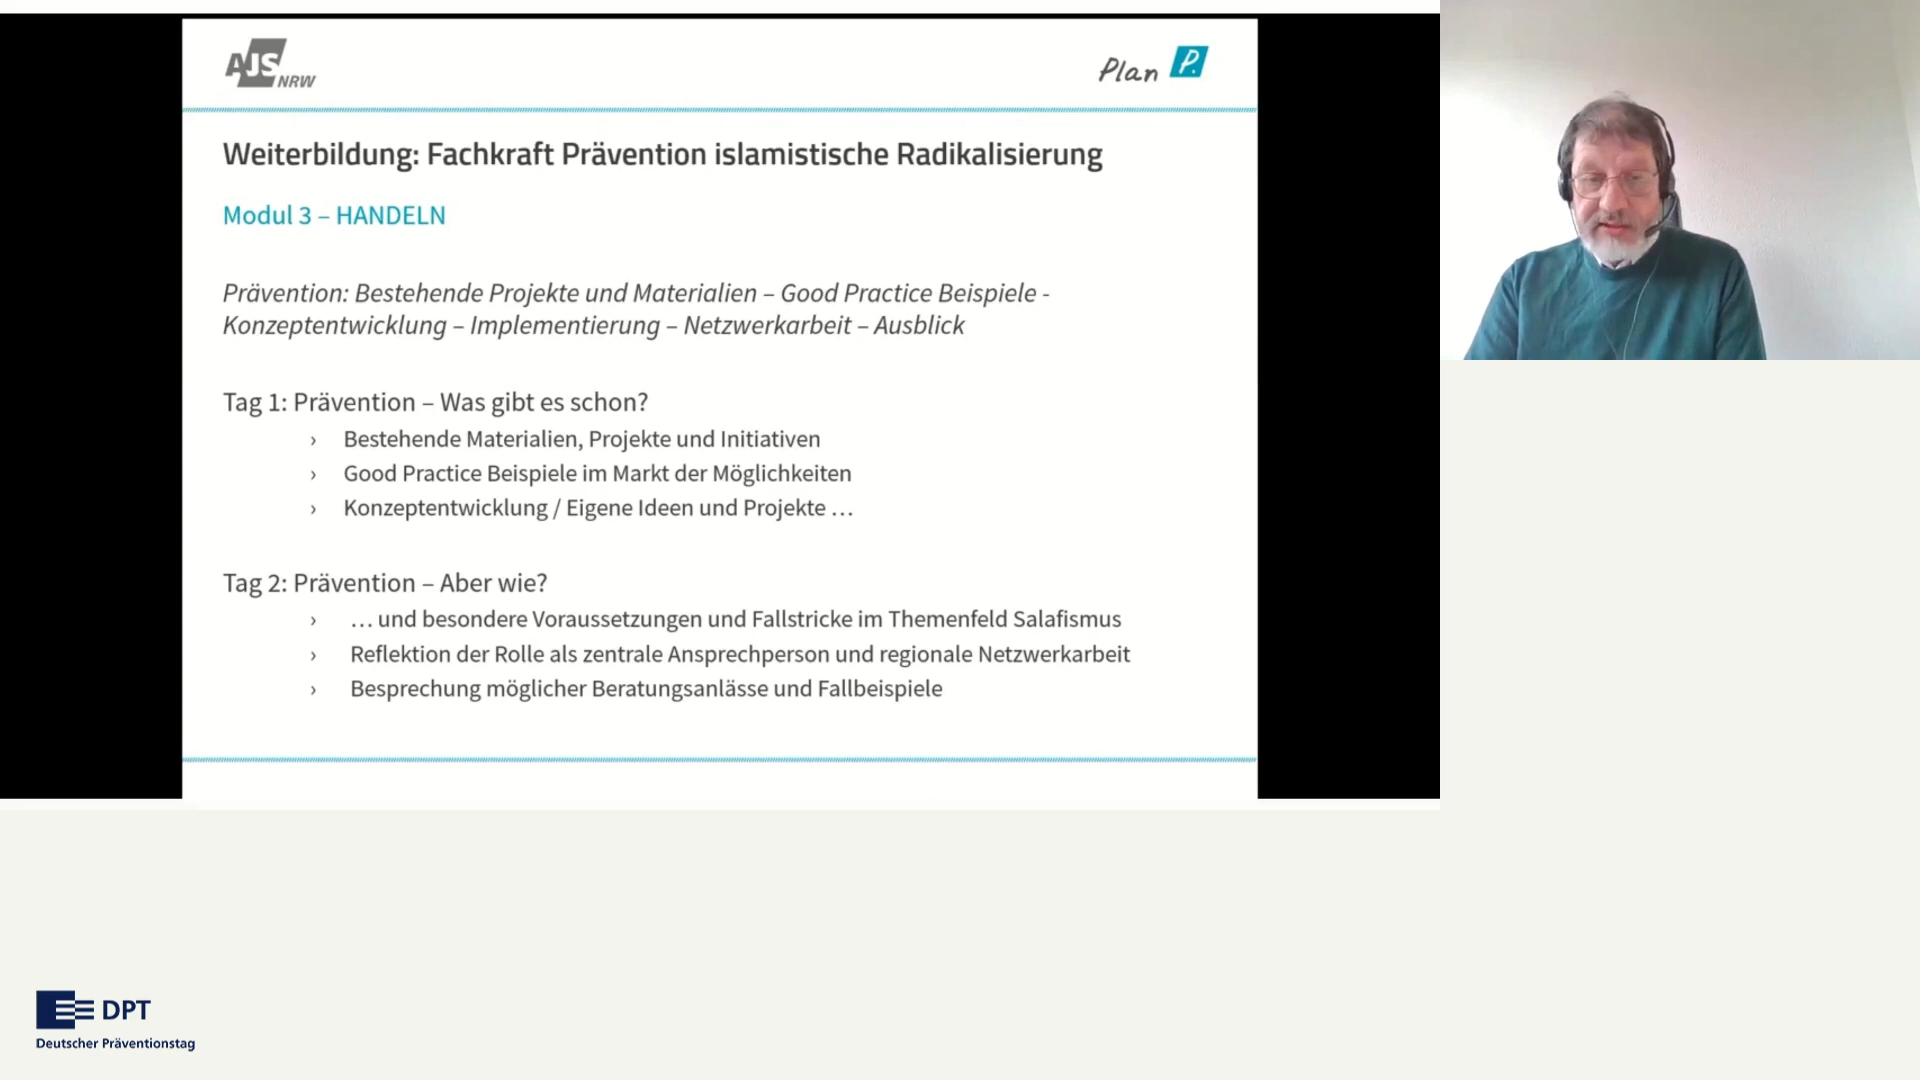 AJS NRW
Plan P.
Weiterbildung: Fachkraft Prävention islamistische Radikalisierung
Modul 3 – HANDELN
Prävention: Bestehende Projekte und Materialien – Good Practice Beispiele -
Konzeptentwicklung – Implementierung – Netzwerkarbeit – Ausblick
Tag 1: Prävention – Was gibt es schon?
› Bestehende Materialien, Projekte und Initiativen
› Good Practice Beispiele im Markt der Möglichkeiten
› Konzeptentwicklung / Eigene Ideen und Projekte …
Tag 2: Prävention – Aber wie?
› … und besondere Voraussetzungen und Fallstricke im Themenfeld Salafismus
› Reflektion der Rolle als zentrale Ansprechperson und regionale Netzwerkarbeit
› Besprechung möglicher Beratungsanlässe und Fallbeispiele
DPT
Deutscher Präventionstag